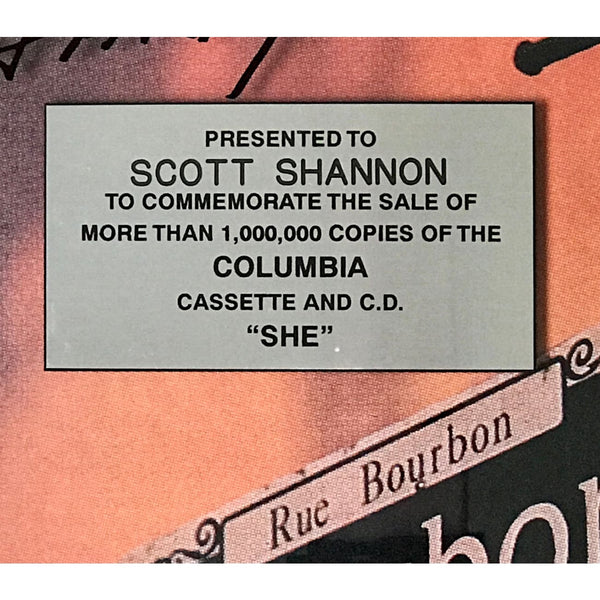 PRESENTED TO
SCOTT SHANNON
TO COMMEMORATE THE SALE OF
MORE THAN 1,000,000 COPIES OF THE
COLUMBIA
CASSETTE AND C.D.
“SHE”
Rue Bourbon